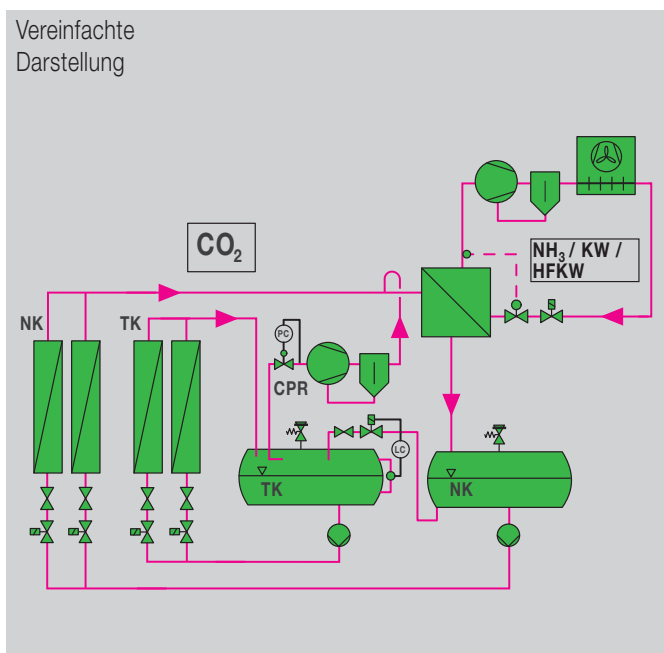 Vereinfachte
Darstellung
CO₂
NH₃ / KW /
HFKW
NK
TK
PC
CPR
LC
TK
NK